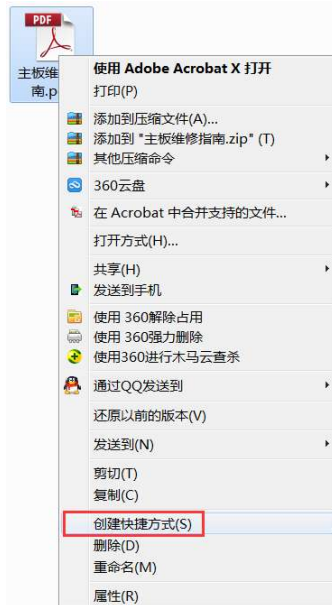 PDF
主板维
南.p
使用 Adobe Acrobat X 打开
打印(P)
添加到压缩文件(A)...
添加到 "主板维修指南.zip" (T)
其他压缩命令
360云盘
在 Acrobat 中合并支持的文件...
打开方式(H)...
共享(H)
发送到手机
使用 360解除占用
使用 360强力删除
使用360进行木马云查杀
通过QQ发送到
还原以前的版本(V)
发送到(N)
剪切(T)
复制(C)
创建快捷方式(S)
删除(D)
重命名(M)
属性(R)